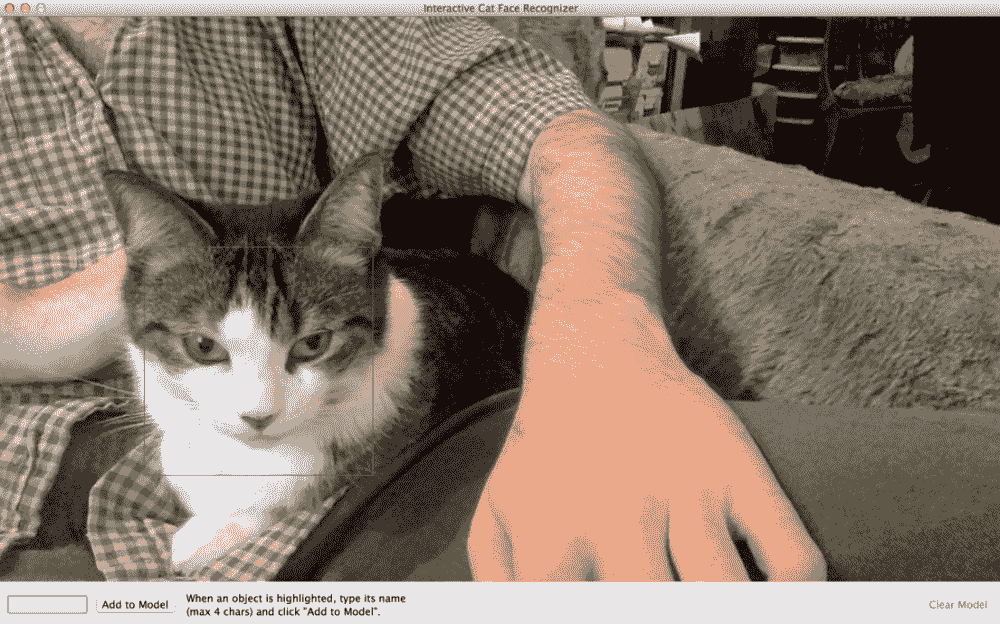 Interactive Cat Face Recognizer
Add to Model
When an object is highlighted, type its name
(max 4 chars) and click "Add to Model".
Clear Model